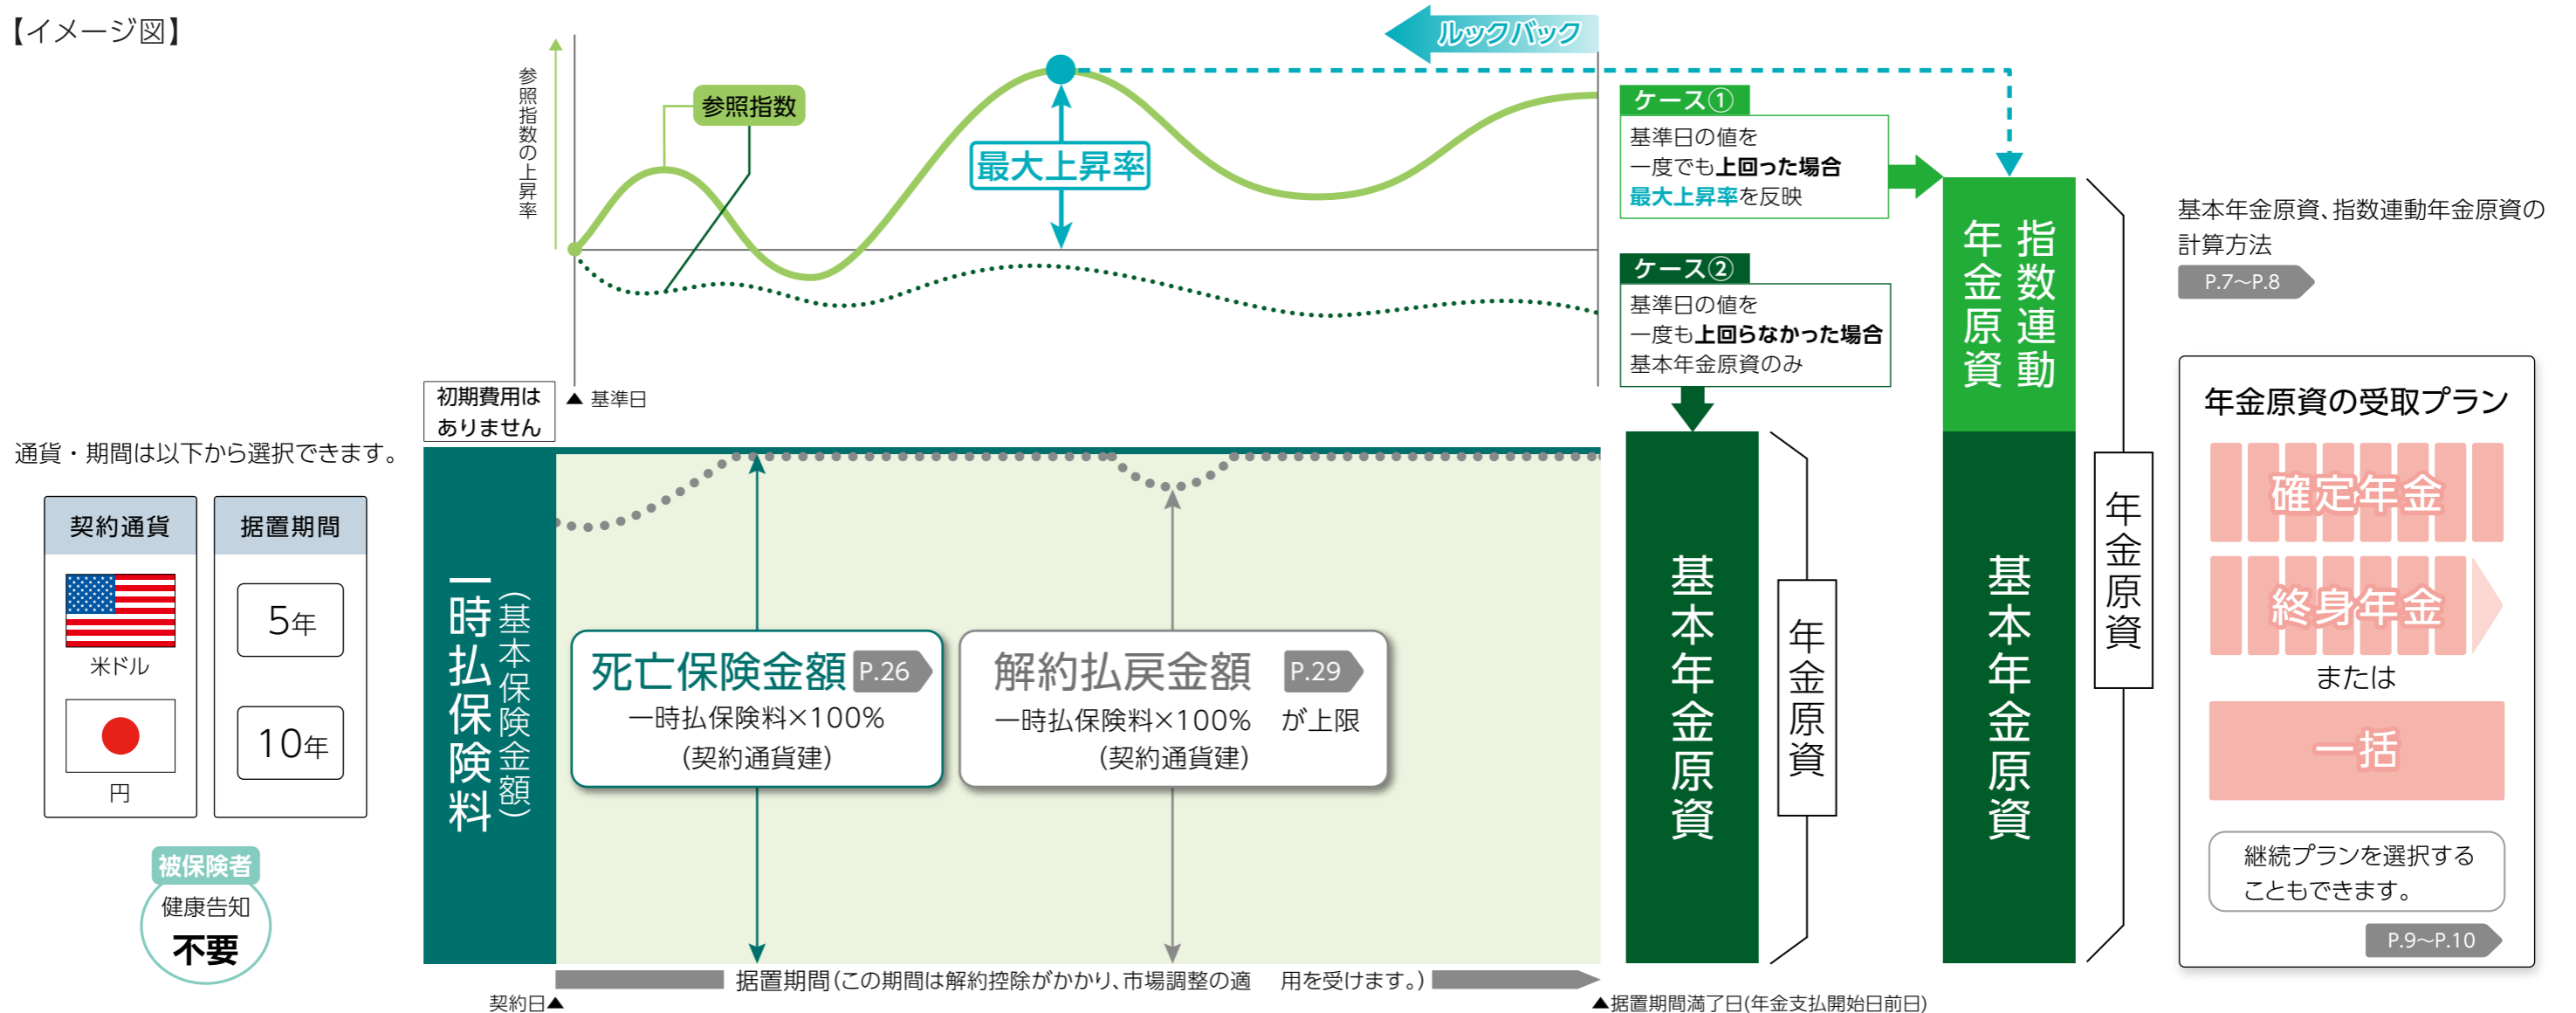 【イメージ図】
ルックバック
参照指数の上昇率
参照指数
最大上昇率
ケース①
基準日の値を
一度でも上回った場合
最大上昇率を反映
ケース②
基準日の値を
一度も上回らなかった場合
基本年金原資のみ
▲ 基準日
初期費用は
ありません
通貨・期間は以下から選択できます。
契約通貨
米ドル
円
据置期間
5年
10年
被保険者
健康告知
不要
一時払保険料
(基本保険金額)
死亡保険金額 P.26
一時払保険料×100%
(契約通貨建)
解約払戻金額 P.29
一時払保険料×100% が上限
(契約通貨建)
据置期間(この期間は解約控除がかかり、市場調整の適 用を受けます。)
契約日▲
▲据置期間満了日(年金支払開始日前日)
基本年金原資
年金原資
指数連動
年金原資
基本年金原資
年金原資
基本年金原資、指数連動年金原資の
計算方法
P.7～P.8
年金原資の受取プラン
確定年金
終身年金
または
一括
継続プランを選択する
こともできます。
P.9～P.10